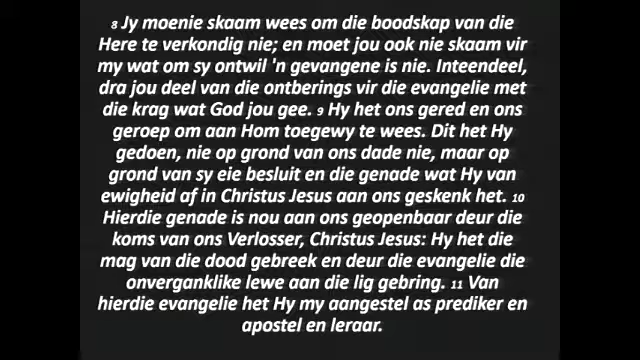 8 Jy moenie skaam wees om die boodskap van die
Here te verkondig nie; en moet jou ook nie skaam vir
my wat om sy ontwil 'n gevangene is nie. Inteendeel,
dra jou deel van die ontberings vir die evangelie met
die krag wat God jou gee. 9 Hy het ons gered en ons
geroep om aan Hom toegewy te wees. Dit het Hy
gedoen, nie op grond van ons dade nie, maar op
grond van sy eie besluit en die genade wat Hy van
ewigheid af in Christus Jesus aan ons geskenk het. 10
Hierdie genade is nou aan ons geopenbaar deur die
koms van ons Verlosser, Christus Jesus: Hy het die
mag van die dood gebreek en deur die evangelie die
onverganklike lewe aan die lig gebring. 11 Van
hierdie evangelie het Hy my aangestel as prediker en
apostel en leraar.